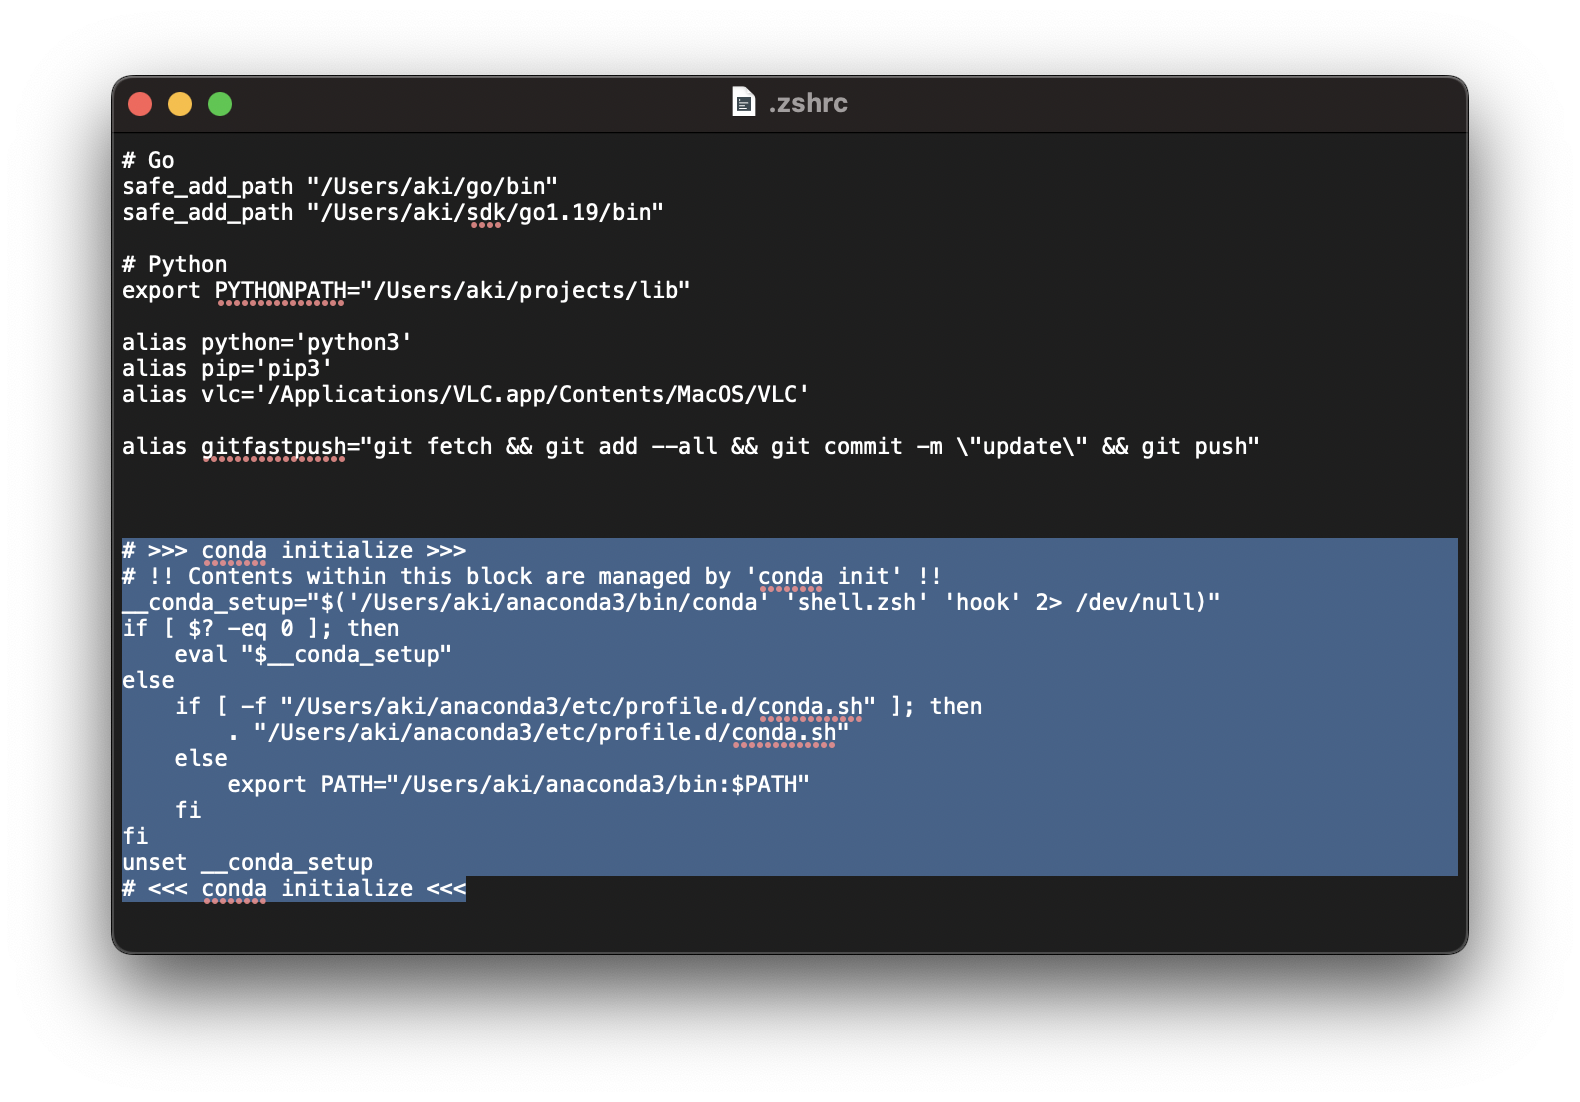 .zshrc
# Go
safe_add_path "/Users/aki/go/bin"
safe_add_path "/Users/aki/sdk/go1.19/bin"
# Python
export PYTHONPATH="/Users/aki/projects/lib"
alias python='python3'
alias pip='pip3'
alias vlc='/Applications/VLC.app/Contents/MacOS/VLC'
alias gitfastpush="git fetch && git add --all && git commit -m \"update\" && git push"
# >>> conda initialize >>>
# !! Contents within this block are managed by 'conda init' !!
__conda_setup="$('/Users/aki/anaconda3/bin/conda' 'shell.zsh' 'hook' 2> /dev/null)"
if [ $? -eq 0 ]; then
    eval "$__conda_setup"
else
    if [ -f "/Users/aki/anaconda3/etc/profile.d/conda.sh" ]; then
        . "/Users/aki/anaconda3/etc/profile.d/conda.sh"
    else
        export PATH="/Users/aki/anaconda3/bin:$PATH"
    fi
fi
unset __conda_setup
# <<< conda initialize <<<